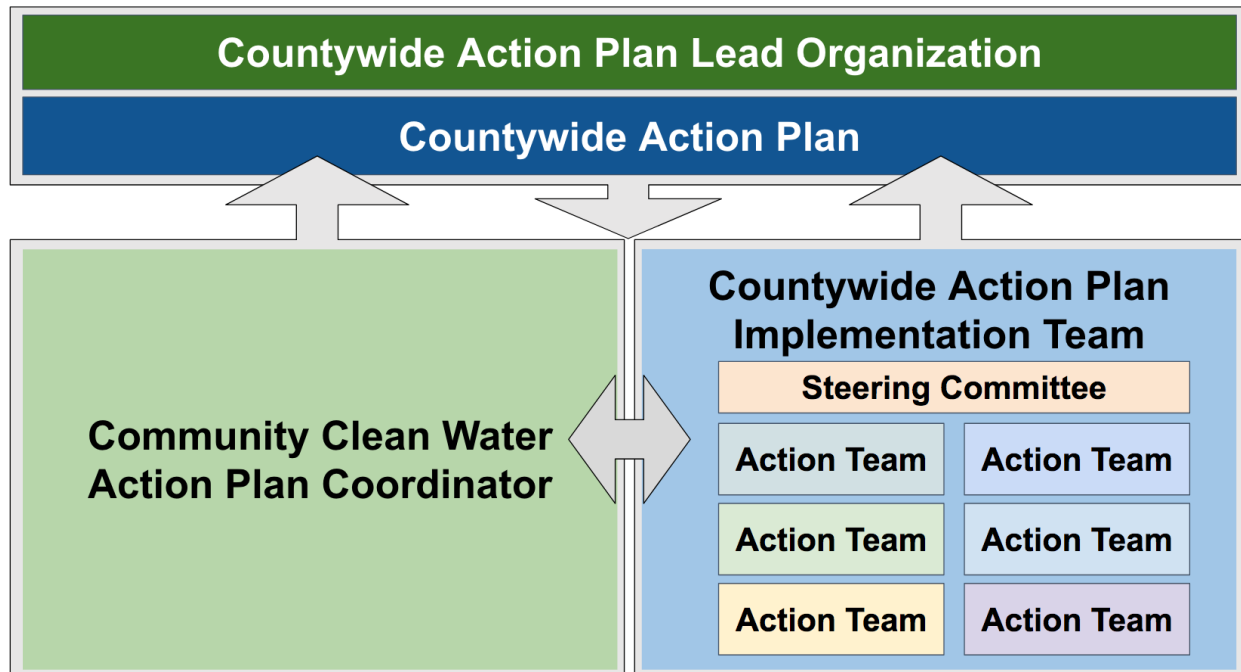 Countywide Action Plan Lead Organization
Countywide Action Plan
Community Clean Water
Action Plan Coordinator
Countywide Action Plan
Implementation Team
Steering Committee
Action Team
Action Team
Action Team
Action Team
Action Team
Action Team